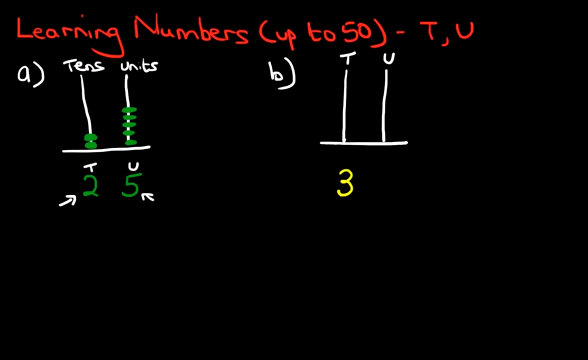 Learning Numbers (up to 50) - T, U
a) Tens units
b) T U
T U
2 5
3